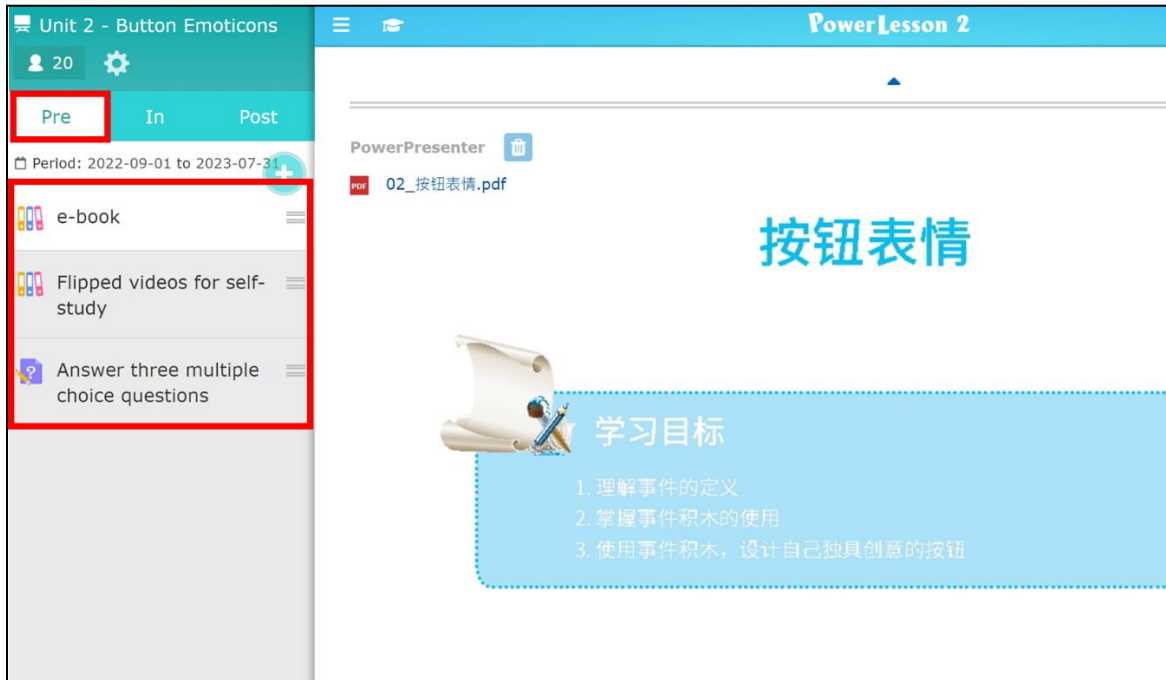 Unit 2 - Button Emoticons
20
Pre In Post
Period: 2022-09-01 to 2023-07-31
e-book
Flipped videos for self-
study
Answer three multiple
choice questions
PowerLesson 2
PowerPresenter
PDF 02_按钮表情.pdf
按钮表情
学习目标
1. 理解事件的定义
2. 掌握事件积木的使用
3. 使用事件积木，设计自己独具创意的按钮